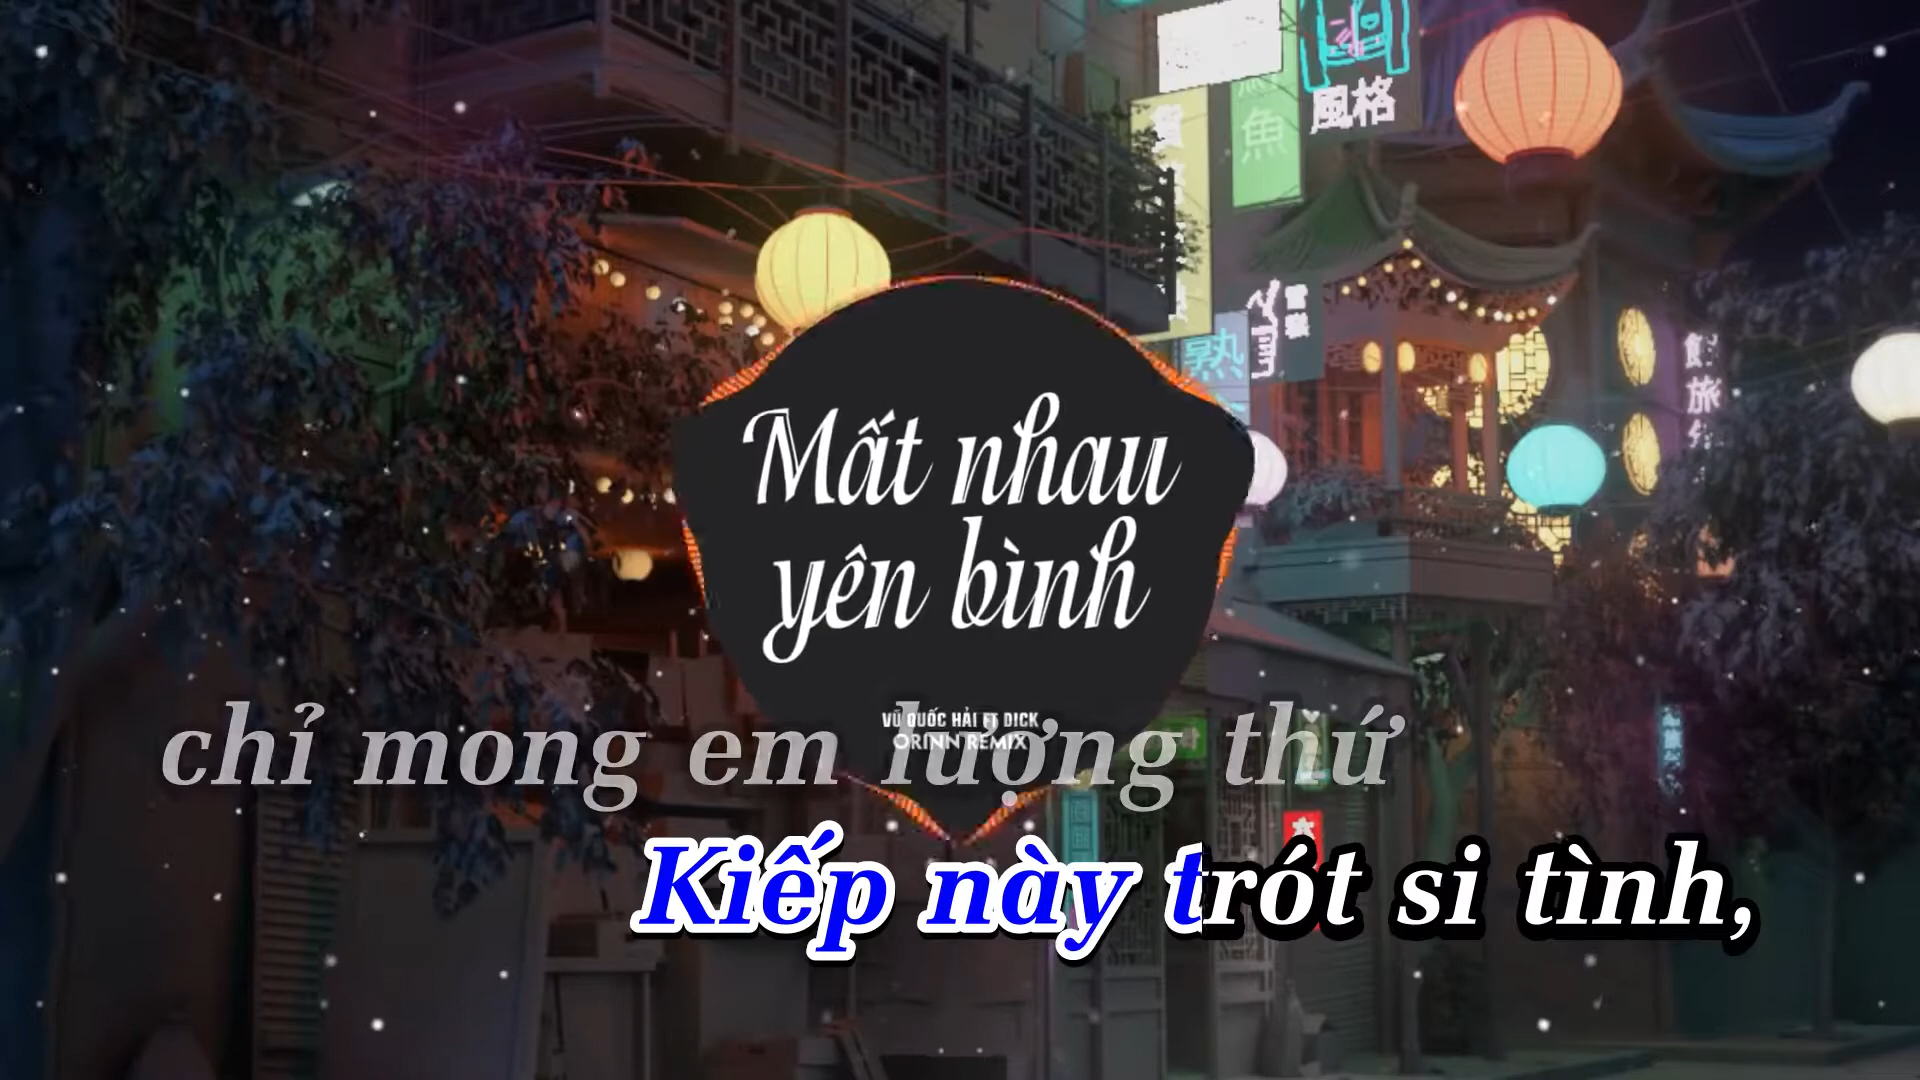 風格
魚
熟
旅
Mất nhau
yên bình
VŨ QUỐC HẢI FT DICK
ORINN REMIX
chỉ mong em lượng thứ
Kiếp này trót si tình,